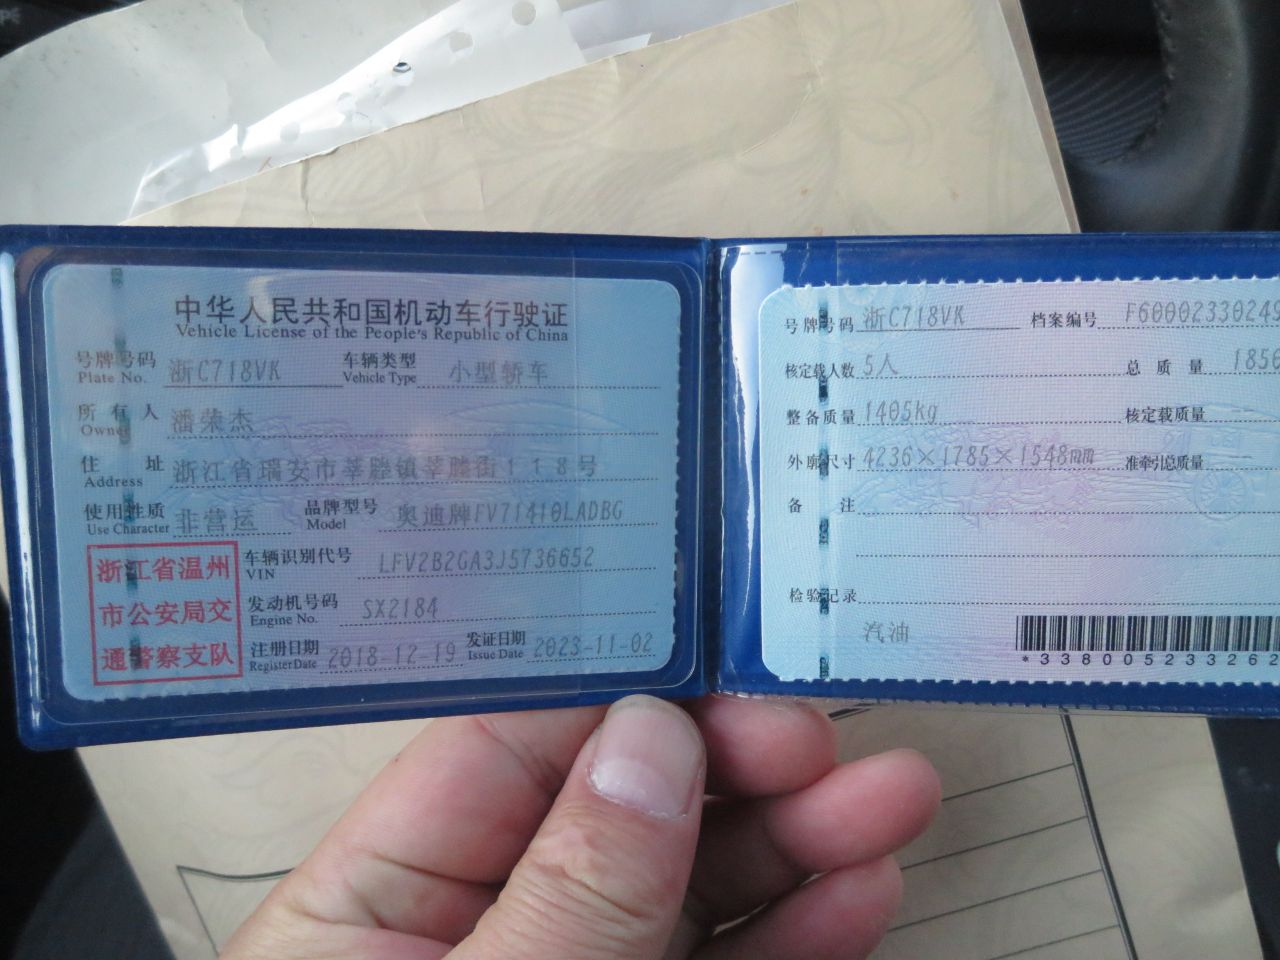 中华人民共和国机动车行驶证
Vehicle License of the People's Republic of China
号牌号码 浙C718VK 车辆类型 小型轿车
Plate No. Vehicle Type
所有人 潘荣杰
Owner
住址 浙江省瑞安市莘塍镇莘塍街118号
Address
使用性质 非营运 品牌型号 奥迪牌FV71410LADBG
Use Character Model
浙江省温州
市公安局交
通警察支队
车辆识别代号 LFV2B2GA3J5736652
VIN
发动机号码 SX2184
Engine No.
注册日期 2018-12-19 发证日期 2023-11-02
Register Date Issue Date
号牌号码 浙C718VK 档案编号 F6000233024
核定载人数 5人 总质量 1856
整备质量 1405kg 核定载质量 --
外廓尺寸 4236×1785×1548mm 准牵引总质量 --
备注
检验记录
汽油
*338005233262